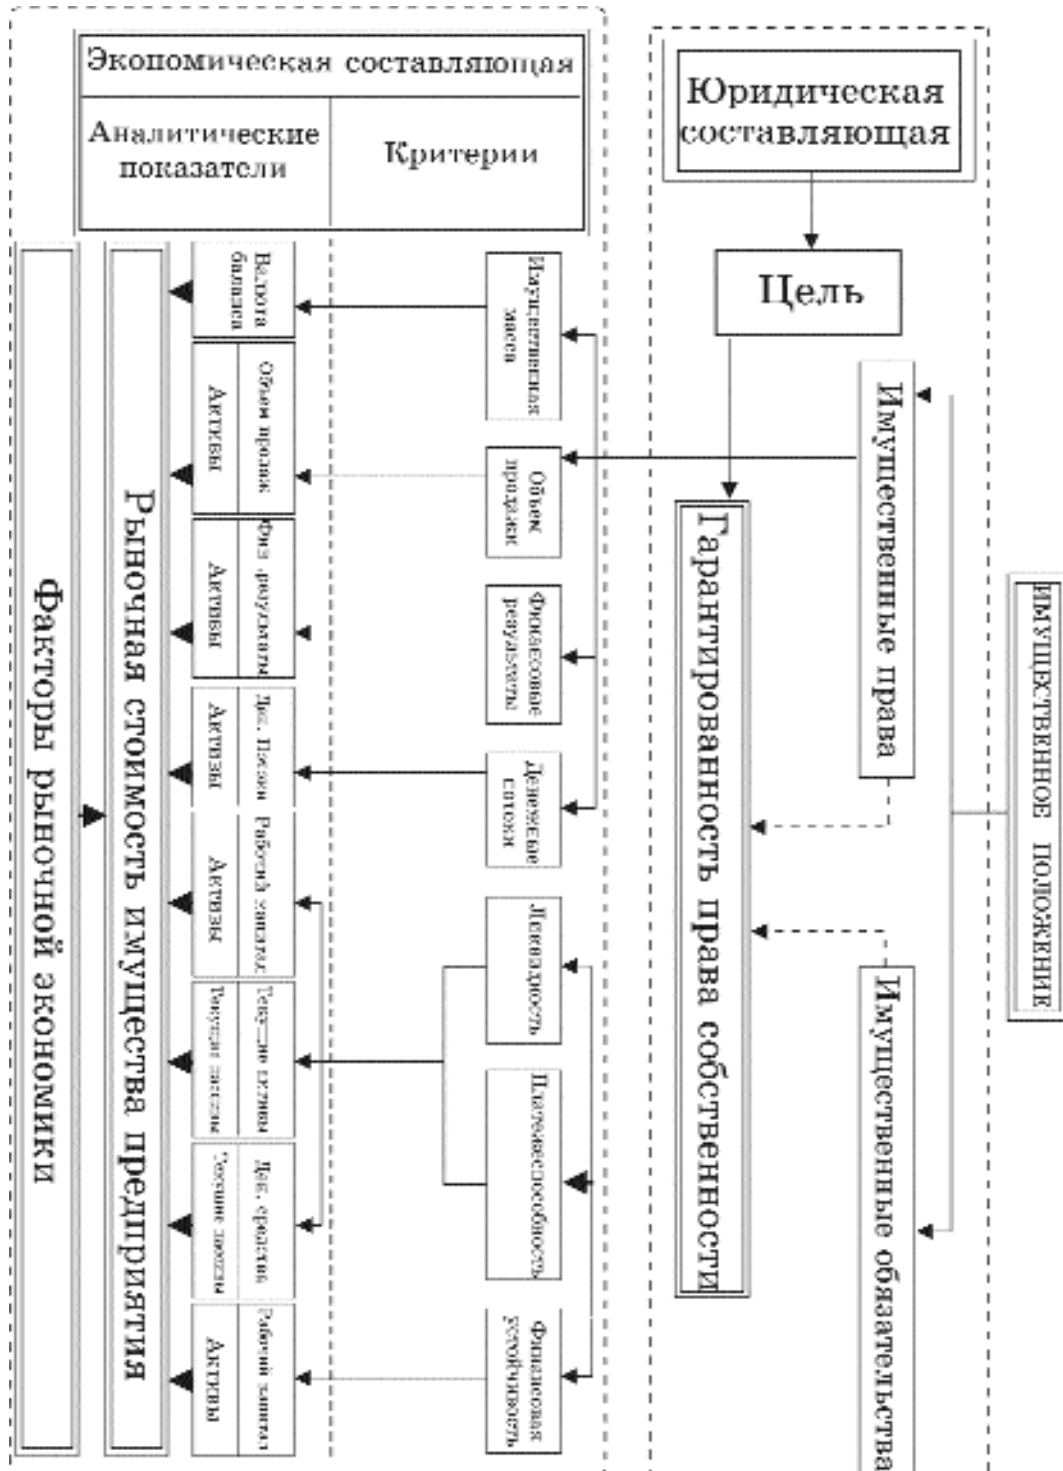 Экономическая составляющая
Аналитические
показатели
Критерии
Юридическая
составляющая
Цель
ИМУЩЕСТВЕННОЕ ПОЛОЖЕНИЕ
Имущественные права
Имущественные обязательства
Гарантированность права собственности
Имущественная
масса
Объем
продажи
Финансовые
результаты
Денежные
потоки
Ликвидность
Платежеспособность
Финансовая
устойчивость
Валюта
баланса
Объем продаж
Активы
Фин .результаты
Активы
Ден. Потоки
Активы
Рабочий капитал
Активы
Текущие активы
Текущие пассивы
Ден. средства
Текущие пассивы
Рабочий капитал
Активы
Рыночная стоимость имущества предприятия
Факторы рыночной экономики